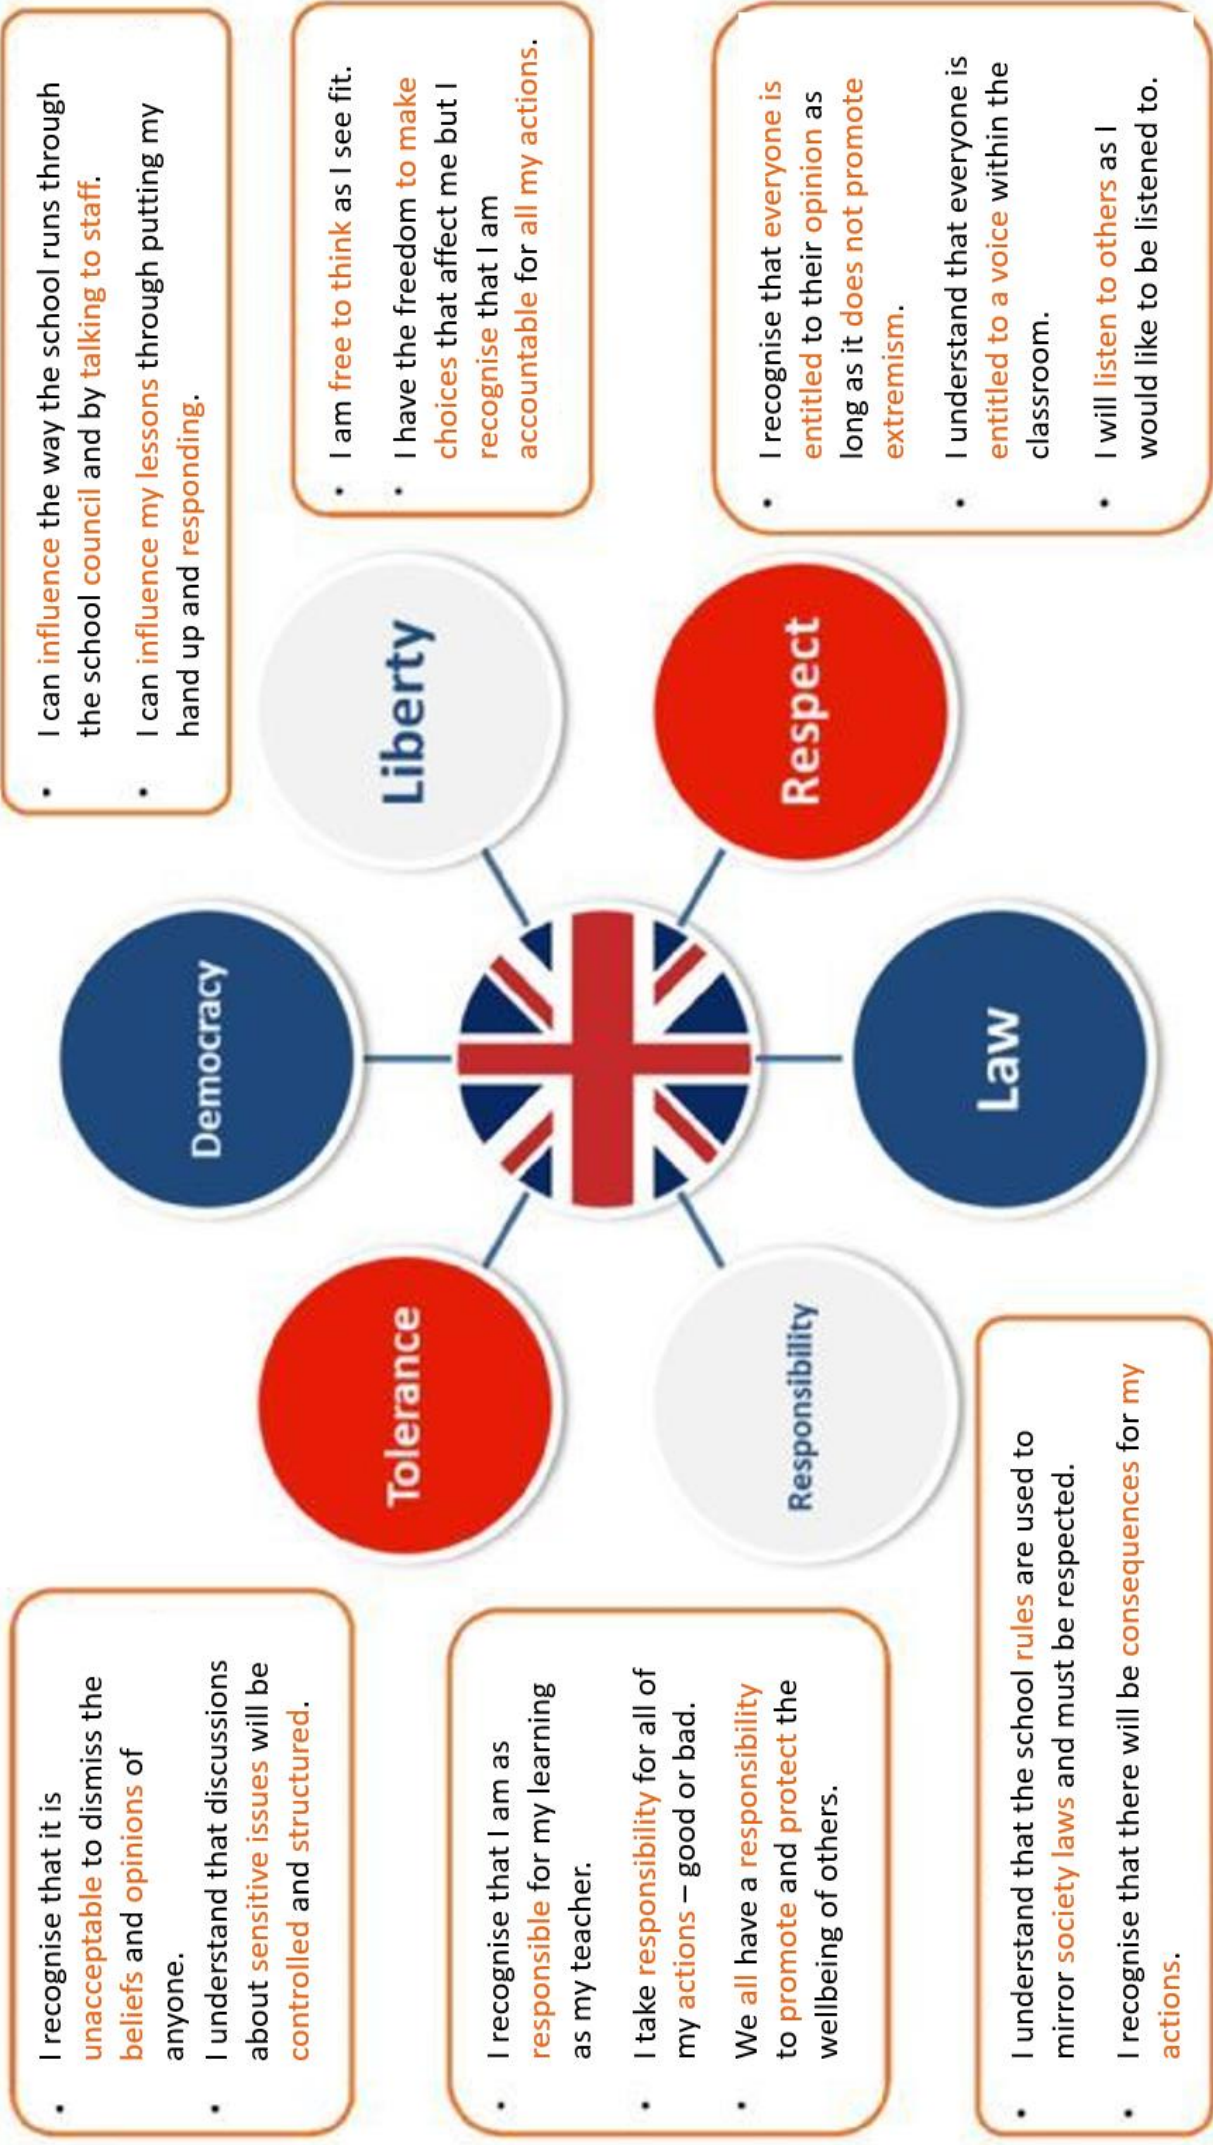 • I recognise that it is
unacceptable to dismiss the
beliefs and opinions of
anyone.
• I understand that discussions
about sensitive issues will be
controlled and structured.
• I recognise that I am as
responsible for my learning
as my teacher.
• I take responsibility for all of
my actions – good or bad.
• We all have a responsibility
to promote and protect the
wellbeing of others.
• I understand that the school rules are used to
mirror society laws and must be respected.
• I recognise that there will be consequences for my
actions.
Democracy
Tolerance
Liberty
Responsibility
Respect
Law
• I can influence the way the school runs through
the school council and by talking to staff.
• I can influence my lessons through putting my
hand up and responding.
• I am free to think as I see fit.
• I have the freedom to make
choices that affect me but I
recognise that I am
accountable for all my actions.
• I recognise that everyone is
entitled to their opinion as
long as it does not promote
extremism.
• I understand that everyone is
entitled to a voice within the
classroom.
• I will listen to others as I
would like to be listened to.